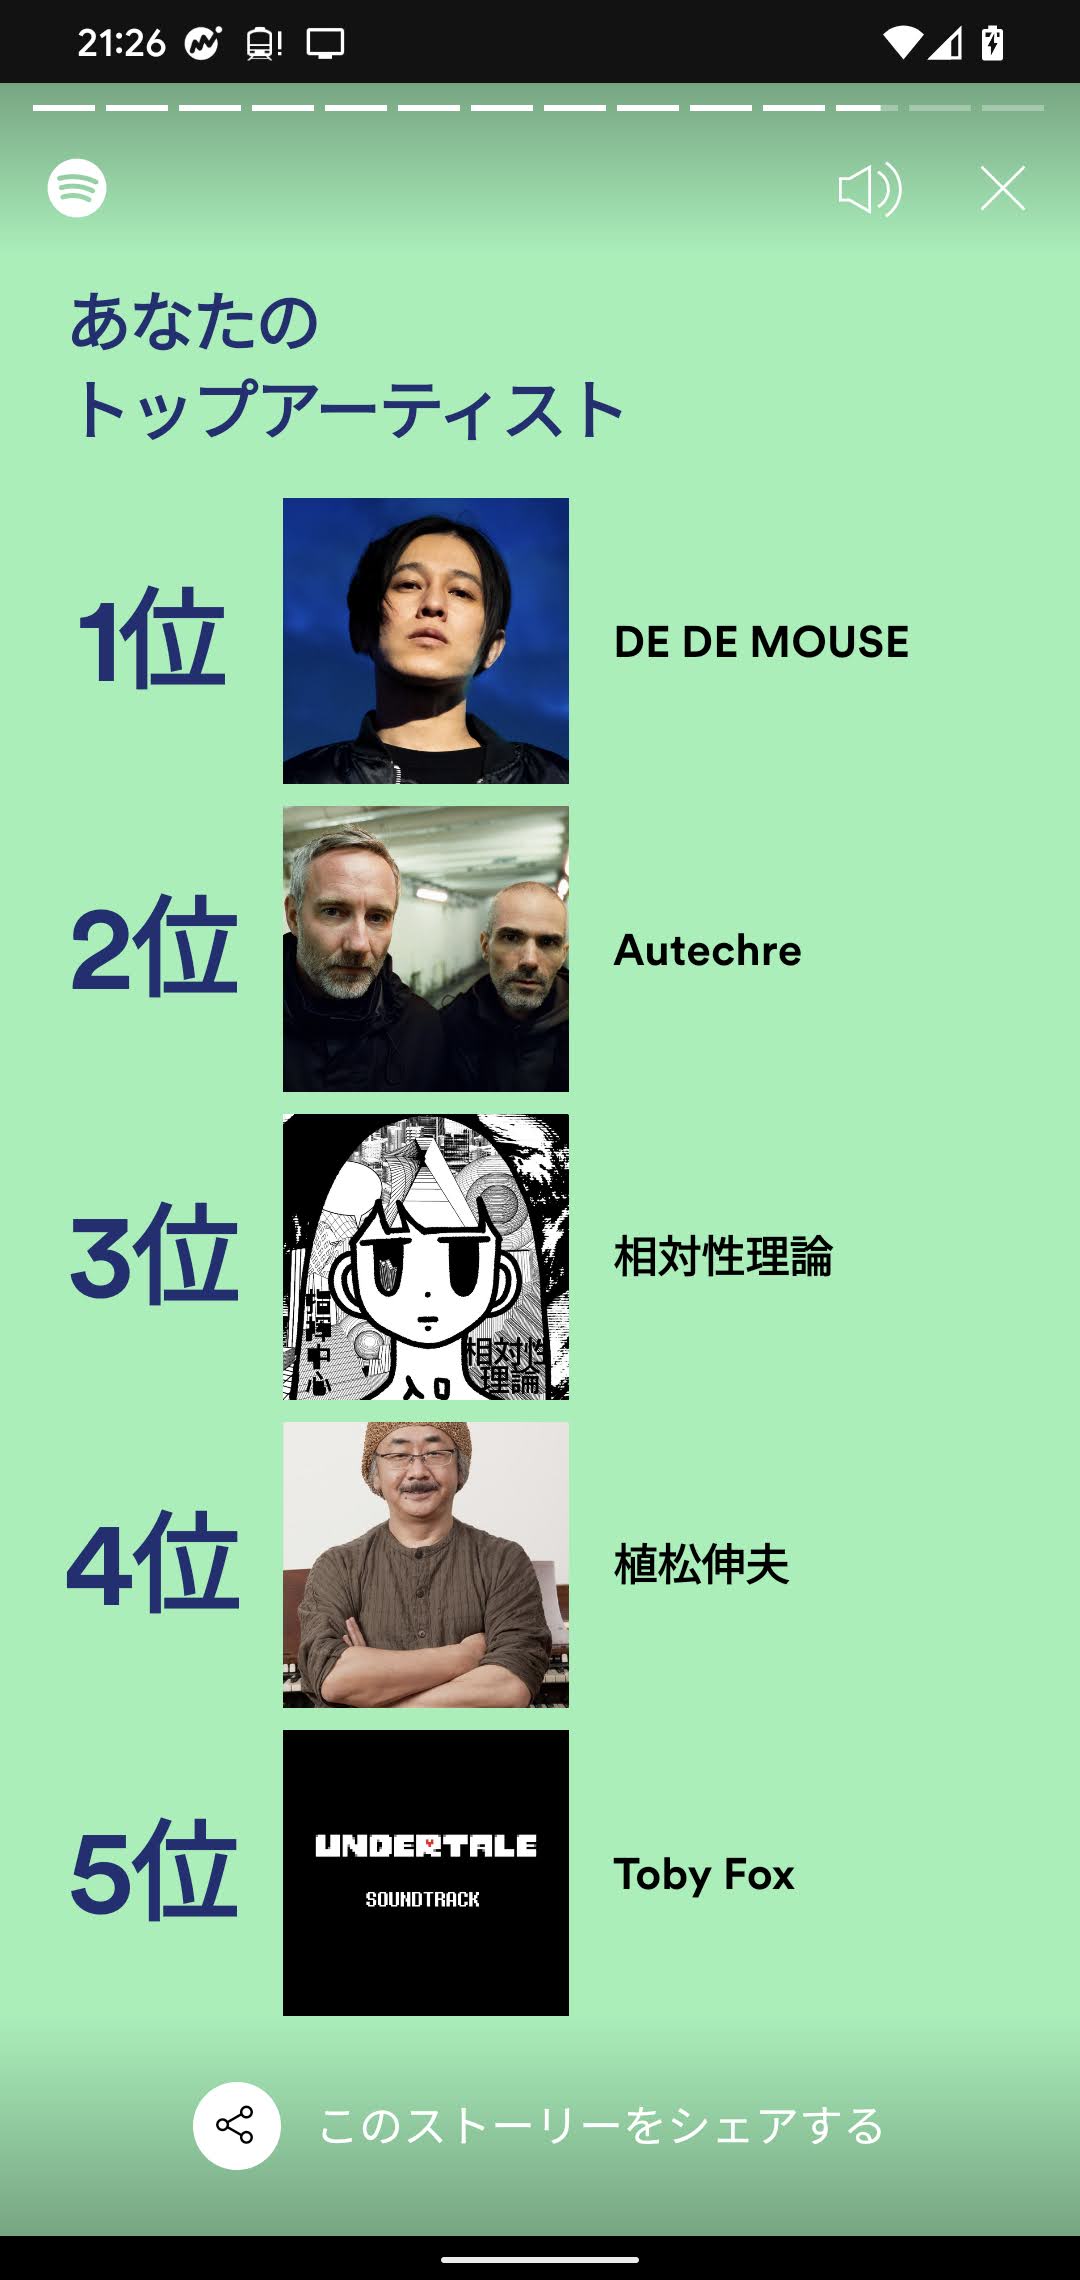 21:26
あなたの
トップアーティスト
1位
DE DE MOUSE
2位
Autechre
3位
指揮中心
相対性
理論
入口
相対性理論
4位
植松伸夫
5位
UNDERTALE
SOUNDTRACK
Toby Fox
このストーリーをシェアする